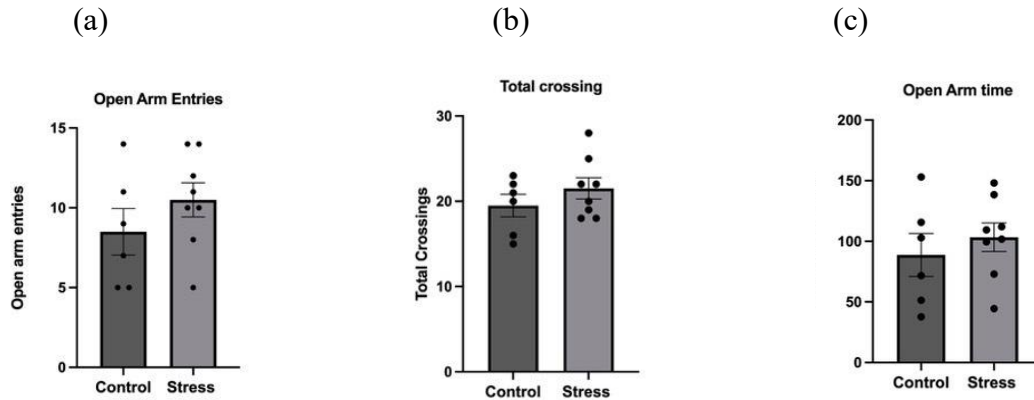 (a)
Open Arm Entries
Open arm entries
15
10
5
0
Control Stress
(b)
Total crossing
Total Crossings
30
20
10
0
Control Stress
(c)
Open Arm time
200
150
100
50
0
Control Stress